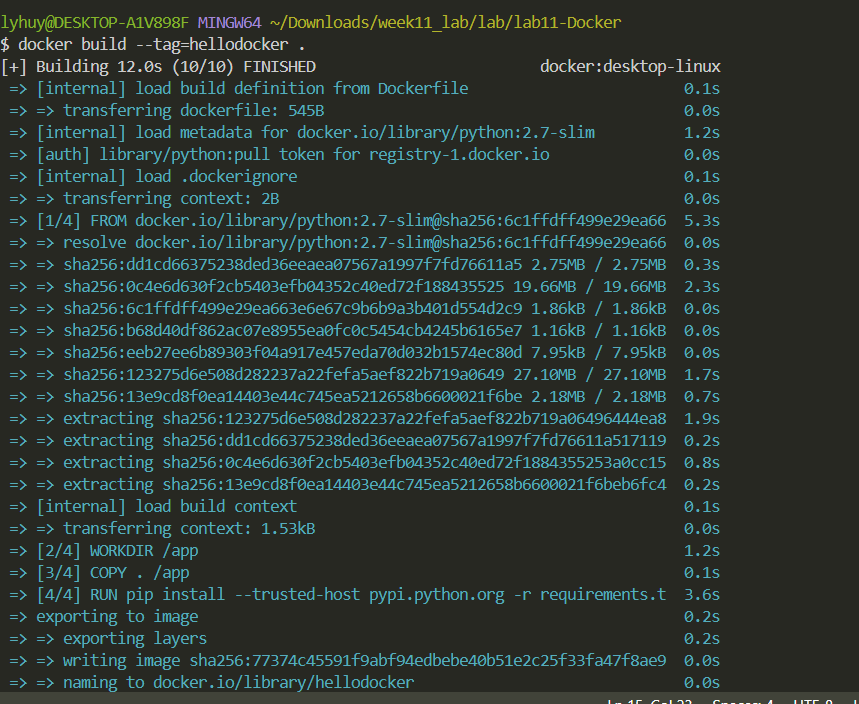 lyhuy@DESKTOP-A1V898F MINGW64 ~/Downloads/week11_lab/lab/lab11-Docker
$ docker build --tag=hellodocker .
[+] Building 12.0s (10/10) FINISHED docker:desktop-linux
=> [internal] load build definition from Dockerfile 0.1s
=> => transferring dockerfile: 545B 0.0s
=> [internal] load metadata for docker.io/library/python:2.7-slim 1.2s
=> [auth] library/python:pull token for registry-1.docker.io 0.0s
=> [internal] load .dockerignore 0.1s
=> => transferring context: 2B 0.0s
=> [1/4] FROM docker.io/library/python:2.7-slim@sha256:6c1ffdff499e29ea66 5.3s
=> => resolve docker.io/library/python:2.7-slim@sha256:6c1ffdff499e29ea66 0.0s
=> => sha256:dd1cd66375238ded36eeaea07567a1997f7fd76611a5 2.75MB / 2.75MB 0.3s
=> => sha256:0c4e6d630f2cb5403efb04352c40ed72f188435525 19.66MB / 19.66MB 2.3s
=> => sha256:6c1ffdff499e29ea663e6e67c9b6b9a3b401d554d2c9 1.86kB / 1.86kB 0.0s
=> => sha256:b68d40df862ac07e8955ea0fc0c5454cb4245b6165e7 1.16kB / 1.16kB 0.0s
=> => sha256:eeb27ee6b89303f04a917e457eda70d032b1574ec80d 7.95kB / 7.95kB 0.0s
=> => sha256:123275d6e508d282237a22fefa5aef822b719a0649 27.10MB / 27.10MB 1.7s
=> => sha256:13e9cd8f0ea14403e44c745ea5212658b6600021f6be 2.18MB / 2.18MB 0.7s
=> => extracting sha256:123275d6e508d282237a22fefa5aef822b719a06496444ea8 1.9s
=> => extracting sha256:dd1cd66375238ded36eeaea07567a1997f7fd76611a517119 0.2s
=> => extracting sha256:0c4e6d630f2cb5403efb04352c40ed72f1884355253a0cc15 0.8s
=> => extracting sha256:13e9cd8f0ea14403e44c745ea5212658b6600021f6beb6fc4 0.2s
=> [internal] load build context 0.1s
=> => transferring context: 1.53kB 0.0s
=> [2/4] WORKDIR /app 1.2s
=> [3/4] COPY . /app 0.1s
=> [4/4] RUN pip install --trusted-host pypi.python.org -r requirements.t 3.6s
=> exporting to image 0.2s
=> => exporting layers 0.2s
=> => writing image sha256:77374c45591f9abf94edbebe40b51e2c25f33fa47f8ae9 0.0s
=> => naming to docker.io/library/hellodocker 0.0s